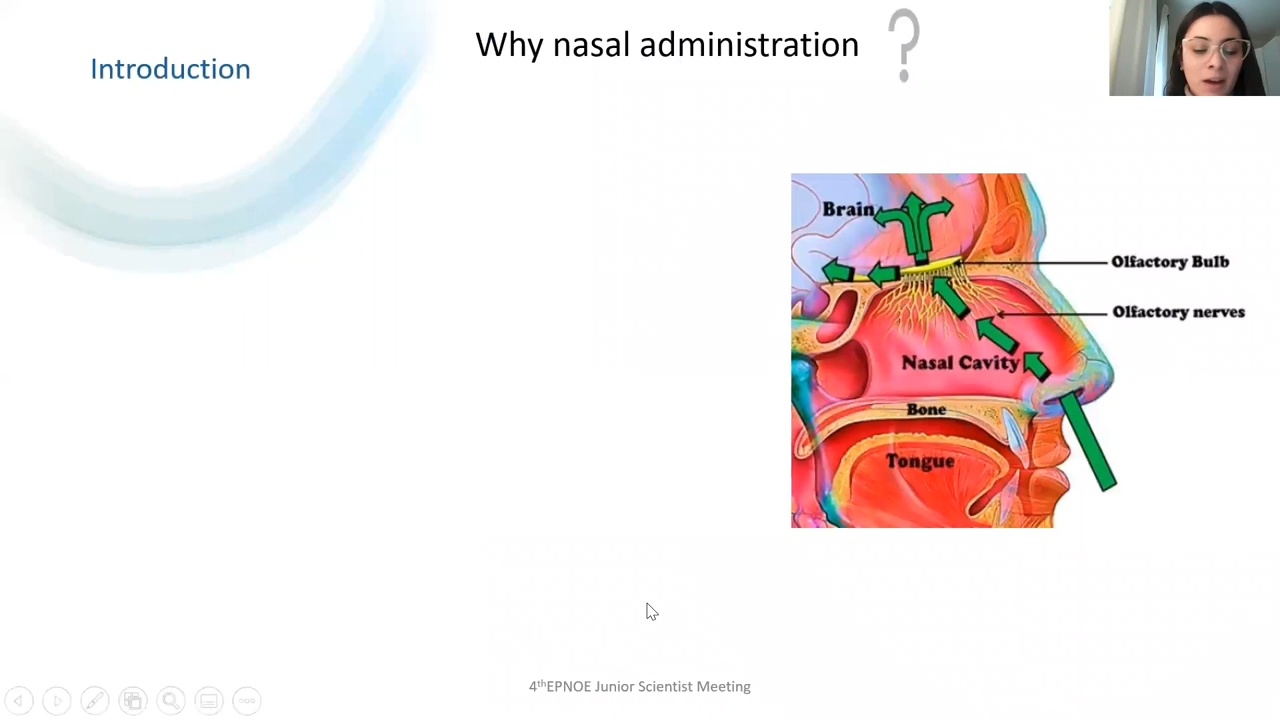 Introduction
Why nasal administration ?
Brain
Olfactory Bulb
Olfactory nerves
Nasal Cavity
Bone
Tongue
4thEPNOE Junior Scientist Meeting